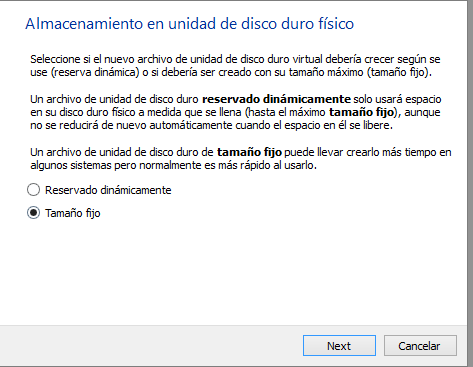 Almacenamiento en unidad de disco duro físico
Seleccione si el nuevo archivo de unidad de disco duro virtual debería crecer según se
use (reserva dinámica) o si debería ser creado con su tamaño máximo (tamaño fijo).
Un archivo de unidad de disco duro reservado dinámicamente solo usará espacio
en su disco duro físico a medida que se llena (hasta el máximo tamaño fijo), aunque
no se reducirá de nuevo automáticamente cuando el espacio en él se libere.
Un archivo de unidad de disco duro de tamaño fijo puede llevar crearlo más tiempo en
algunos sistemas pero normalmente es más rápido al usarlo.
Reservado dinámicamente
Tamaño fijo
Next
Cancelar